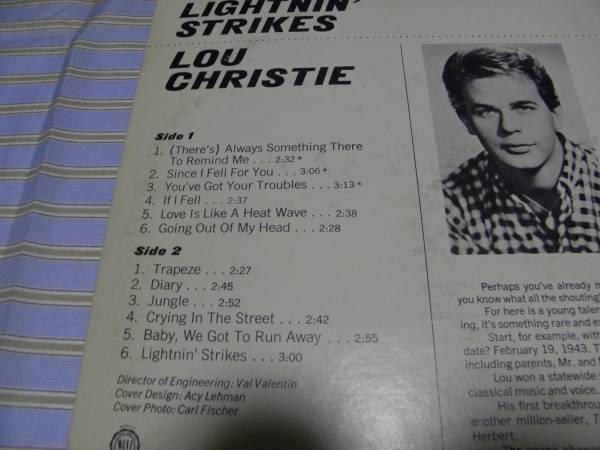 LIGHTNIN'
STRIKES
LOU
CHRISTIE
Side 1
1. (There's) Always Something There
To Remind Me . . . 2:32 *
2. Since I Fell For You . . . 3:06 *
3. You've Got Your Troubles . . . 3:13 *
4. If I Fell . . . 2:37
5. Love Is Like A Heat Wave . . . 2:38
6. Going Out Of My Head . . . 2:28
Side 2
1. Trapeze . . . 2:27
2. Diary . . . 2:45
3. Jungle . . . 2:52
4. Crying In The Street . . . 2:42
5. Baby, We Got To Run Away . . . 2:55
6. Lightnin' Strikes . . . 3:00
Director of Engineering: Val Valentin
Cover Design: Acy Lehman
Cover Photo: Carl Fischer
Perhaps you've already
you know what all the shouting
For here is a young talen
ing, it's something rare and ex
Start, for example, with
date? February 19, 1943. T
including parents, Mr. and
Lou won a statewide
classical music and voice.
His first breakthrou
another million-seller, T
Herbert.